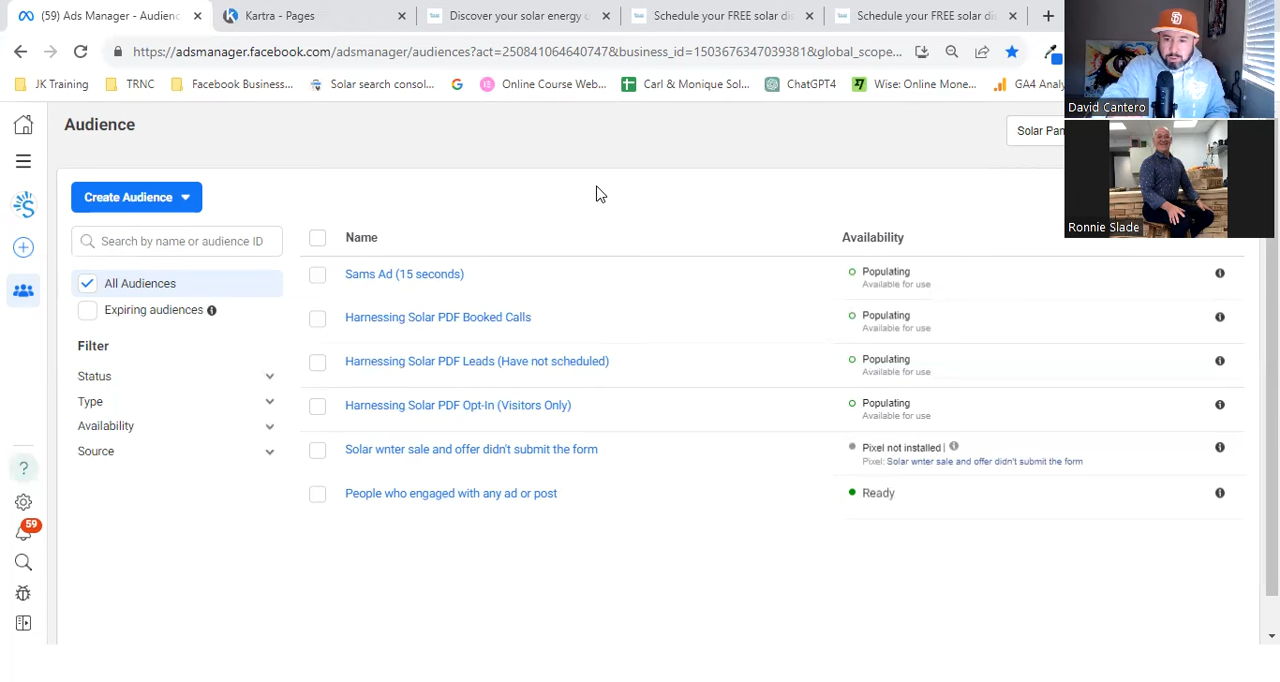 (59) Ads Manager - Audienc
Kartra - Pages
Discover your solar energy c
Schedule your FREE solar di
Schedule your FREE solar di
https://adsmanager.facebook.com/adsmanager/audiences?act=250841064640747&business_id=1503676347039381&global_scope...
JK Training
TRNC
Facebook Business...
Solar search consol...
Online Course Web...
Carl & Monique Sol...
ChatGPT4
Wise: Online Mone...
GA4 Analy
David Cantero
Ronnie Slade
Audience
Solar Pan
Create Audience
Search by name or audience ID
All Audiences
Expiring audiences
Filter
Status
Type
Availability
Source
59
Name
Availability
Sams Ad (15 seconds)
Populating
Available for use
Harnessing Solar PDF Booked Calls
Populating
Available for use
Harnessing Solar PDF Leads (Have not scheduled)
Populating
Available for use
Harnessing Solar PDF Opt-In (Visitors Only)
Populating
Available for use
Solar wnter sale and offer didn't submit the form
Pixel not installed |
Pixel: Solar wnter sale and offer didn't submit the form
People who engaged with any ad or post
Ready